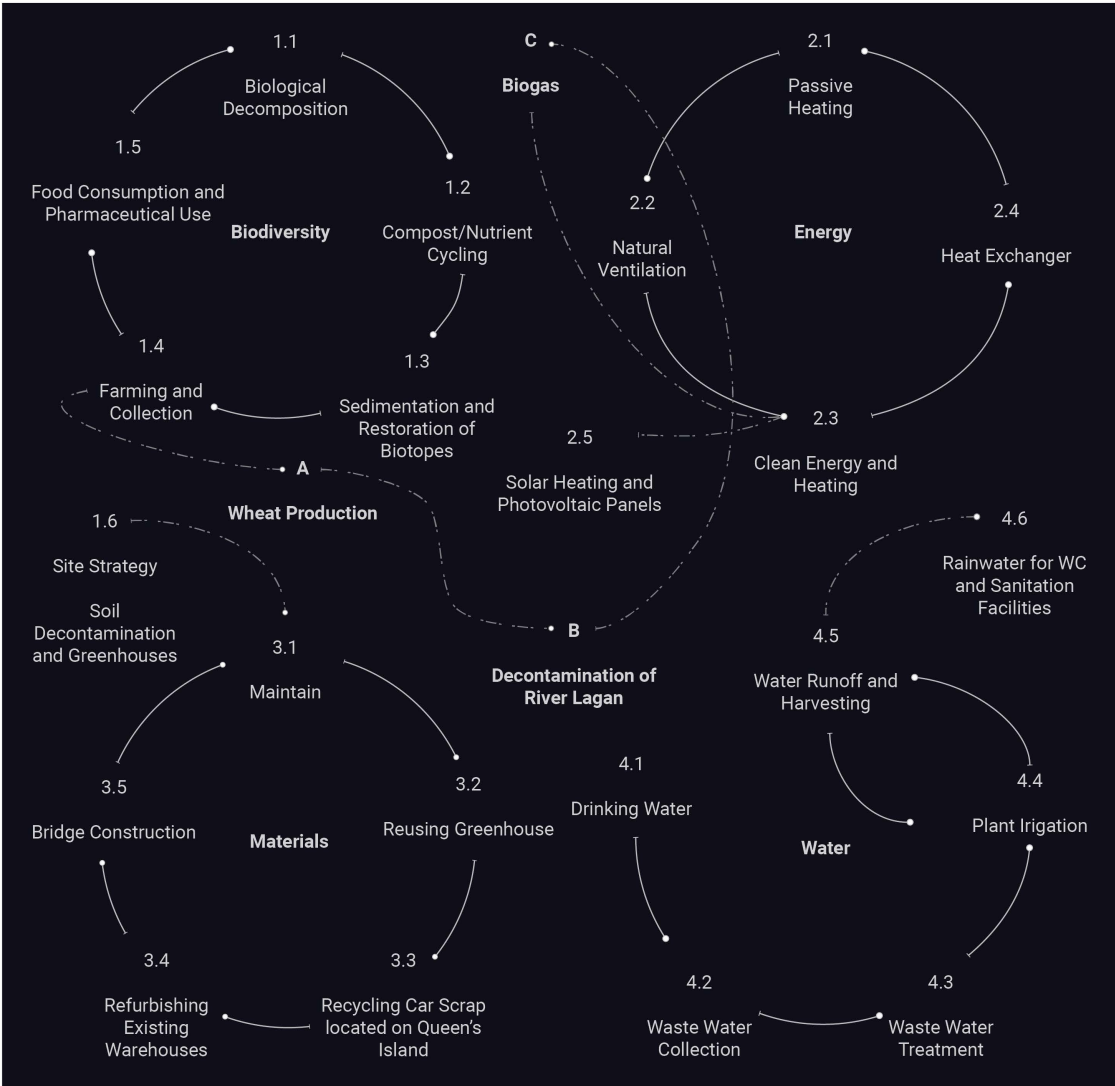 1.1
Biological
Decomposition
1.5
Food Consumption and
Pharmaceutical Use
Biodiversity
1.2
Compost/Nutrient
Cycling
1.4
Farming and
Collection
1.3
Sedimentation and
Restoration of
Biotopes
C
Biogas
2.1
Passive
Heating
2.2
Natural
Ventilation
Energy
2.4
Heat Exchanger
2.3
Clean Energy and
Heating
2.5
Solar Heating and
Photovoltaic Panels
A
Wheat Production
1.6
Site Strategy
Soil
Decontamination
and Greenhouses
B
Decontamination of
River Lagan
3.1
Maintain
3.5
Bridge Construction
Materials
3.2
Reusing Greenhouse
3.4
Refurbishing
Existing
Warehouses
3.3
Recycling Car Scrap
located on Queen’s
Island
4.6
Rainwater for WC
and Sanitation
Facilities
4.5
Water Runoff and
Harvesting
4.1
Drinking Water
Water
4.4
Plant Irigation
4.2
Waste Water
Collection
4.3
Waste Water
Treatment